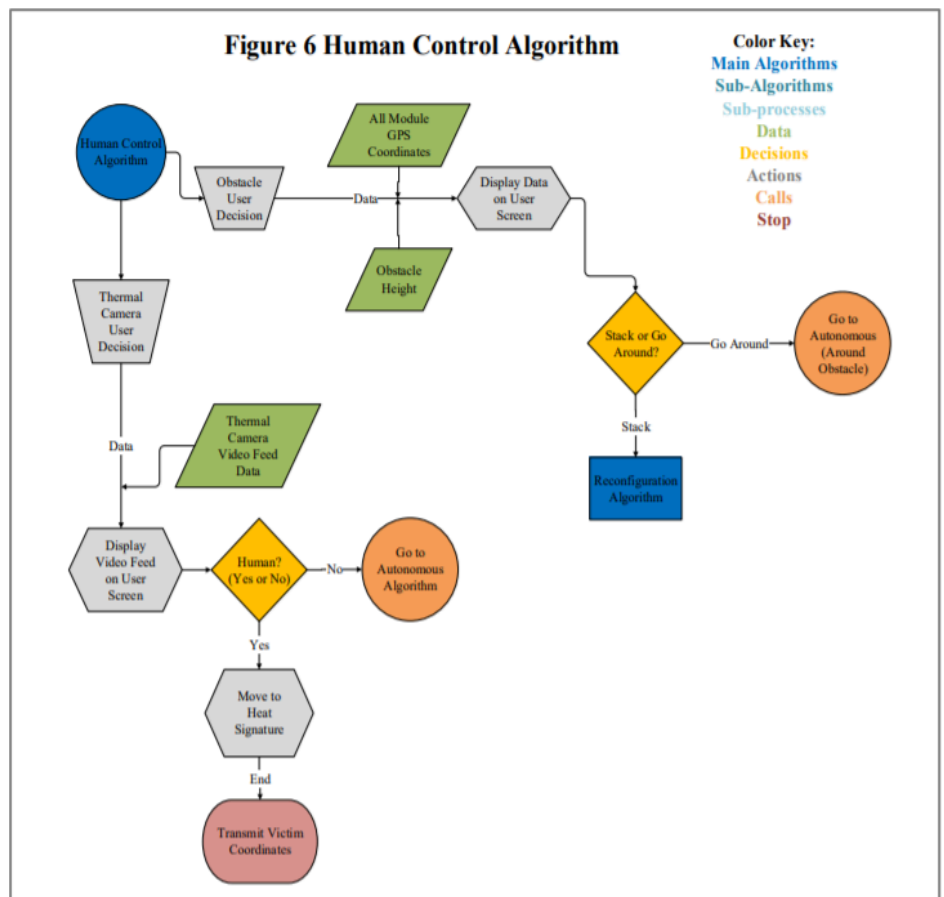 Figure 6 Human Control Algorithm
Color Key:
Main Algorithms
Sub-Algorithms
Sub-processes
Data
Decisions
Actions
Calls
Stop
Human Control
Algorithm
Obstacle
User
Decision
All Module
GPS
Coordinates
Data
Obstacle
Height
Display Data
on User
Screen
Stack or Go
Around?
Go Around
Go to
Autonomous
(Around
Obstacle)
Stack
Reconfiguration
Algorithm
Thermal
Camera
User
Decision
Data
Thermal
Camera
Video Feed
Data
Display
Video Feed
on User
Screen
Human?
(Yes or No)
No
Go to
Autonomous
Algorithm
Yes
Move to
Heat
Signature
End
Transmit Victim
Coordinates